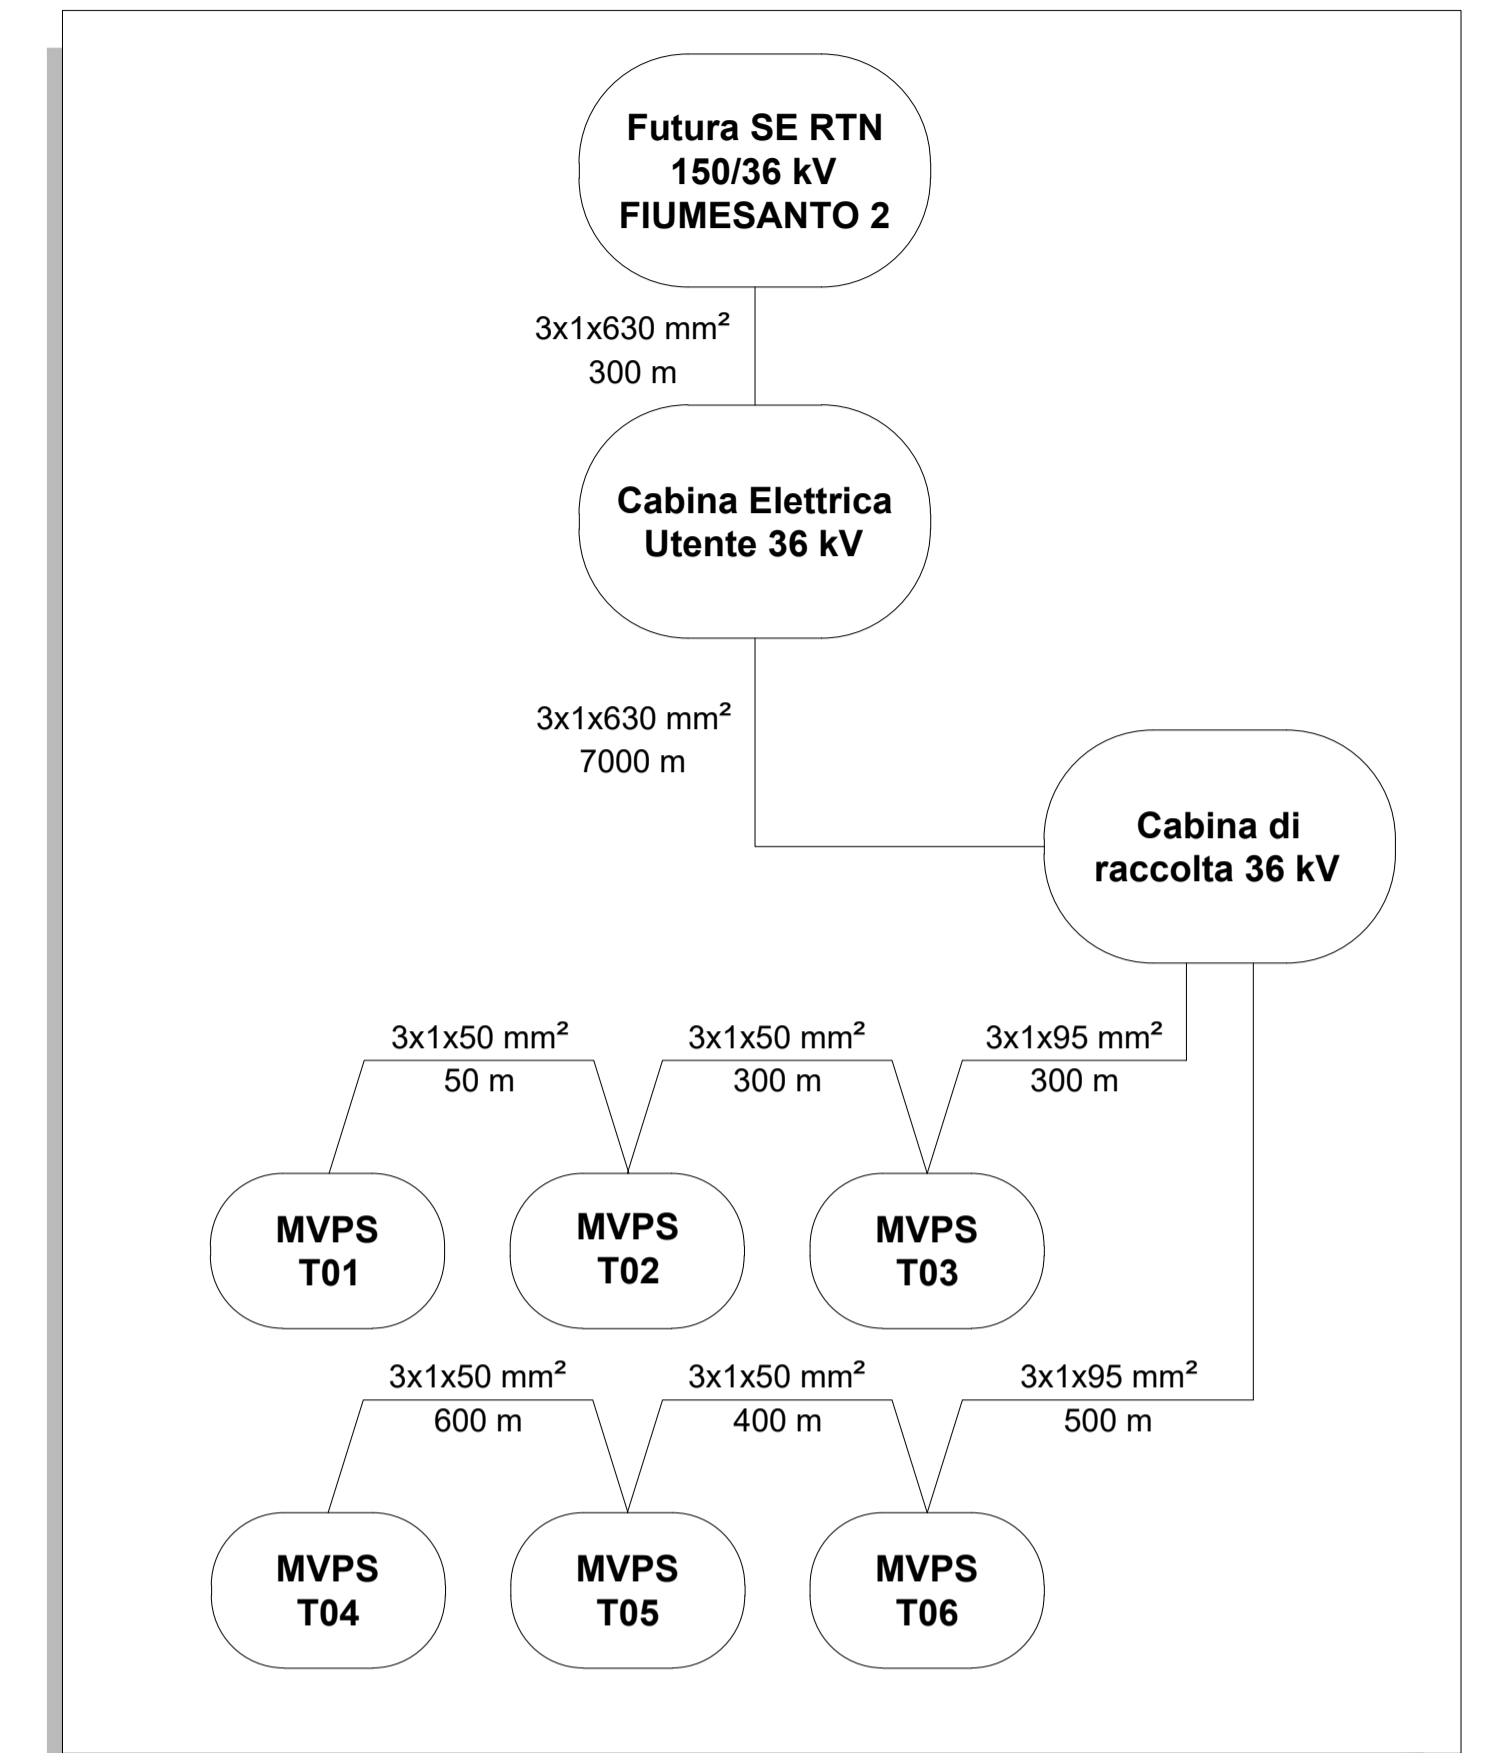 Futura SE RTN
150/36 kV
FIUMESANTO 2
3x1x630 mm²
300 m
Cabina Elettrica
Utente 36 kV
3x1x630 mm²
7000 m
Cabina di
raccolta 36 kV
3x1x50 mm²
50 m
3x1x50 mm²
300 m
3x1x95 mm²
300 m
MVPS
T01
MVPS
T02
MVPS
T03
3x1x50 mm²
600 m
3x1x50 mm²
400 m
3x1x95 mm²
500 m
MVPS
T04
MVPS
T05
MVPS
T06